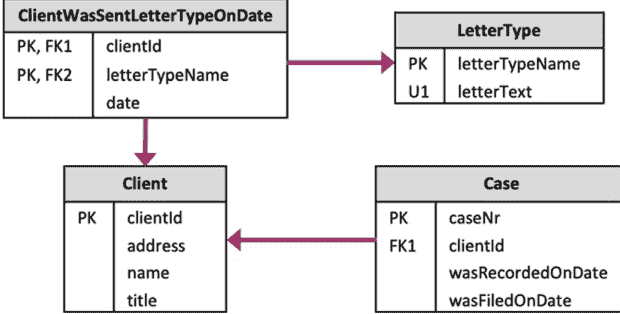 ClientWasSentLetterTypeOnDate
PK, FK1 clientId
PK, FK2 letterTypeName
date
LetterType
PK letterTypeName
U1 letterText
Client
PK clientId
address
name
title
Case
PK caseNr
FK1 clientId
wasRecordedOnDate
wasFiledOnDate